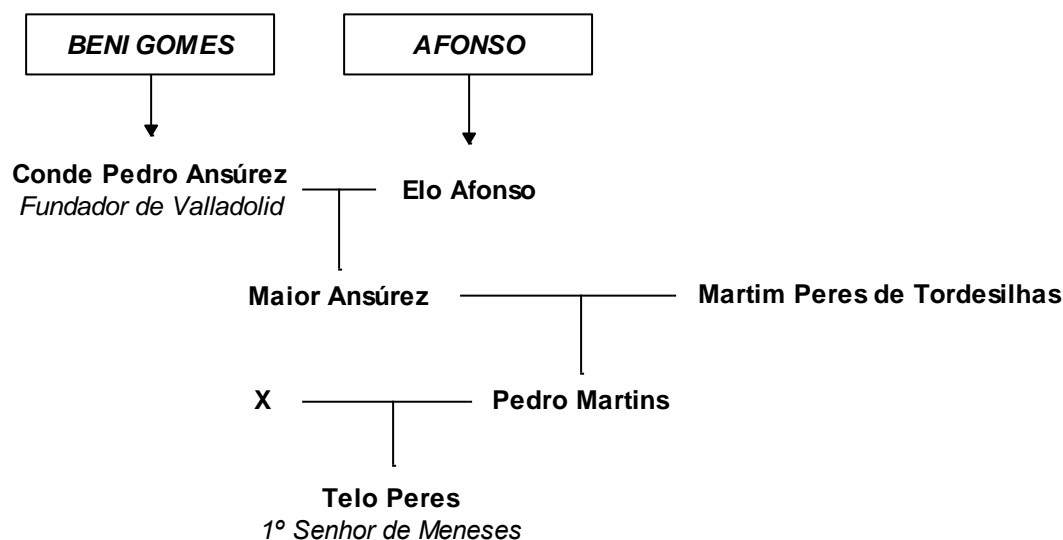 BENI GOMES
AFONSO
Conde Pedro Ansúrez
Fundador de Valladolid
Elo Afonso
Maior Ansúrez
Martim Peres de Tordesilhas
X
Pedro Martins
Telo Peres
1º Senhor de Meneses